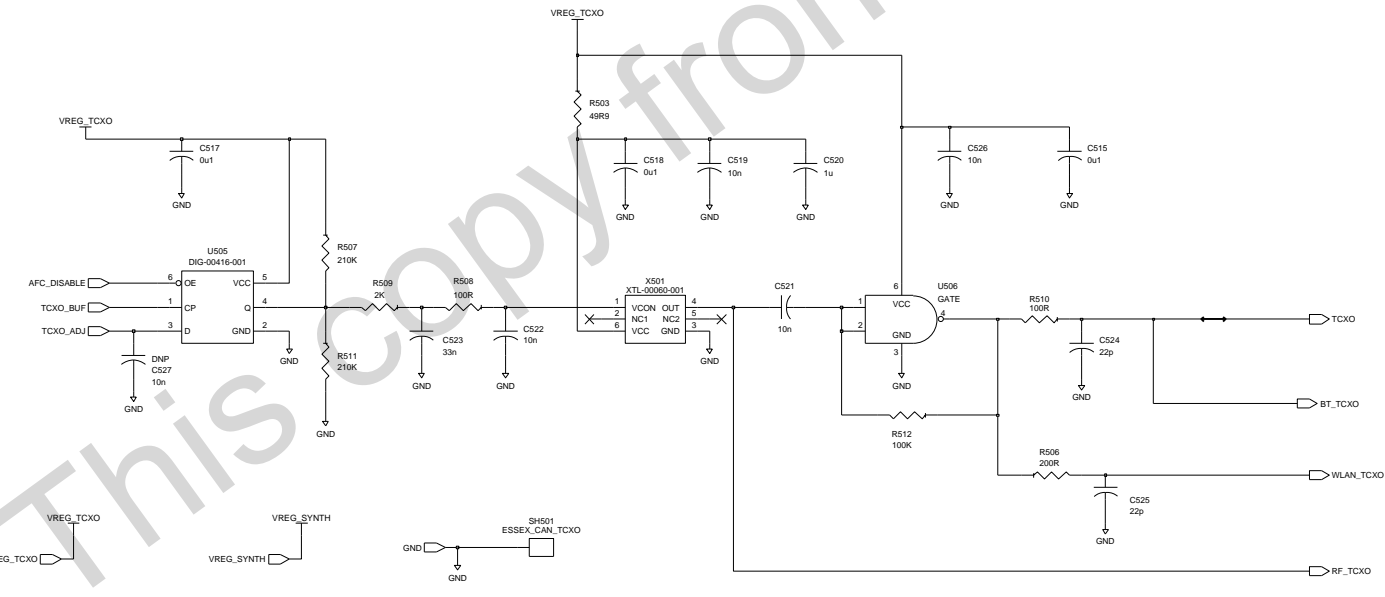 This copy from
VREG_TCXO
R503
49R9
VREG_TCXO
C517
0u1
GND
C518
0u1
GND
C519
10n
GND
C520
1u
GND
C526
10n
GND
C515
0u1
GND
U505
DIG-00416-001
AFC_DISABLE
6
OE
VCC
5
TCXO_BUF
1
CP
Q
4
TCXO_ADJ
3
D
GND
2
GND
DNP
C527
10n
GND
R507
210K
R511
210K
GND
R509
2K
R508
100R
C523
33n
GND
C522
10n
GND
X501
XTL-00060-001
1
VCON
OUT
4
2
NC1
NC2
5
6
VCC
GND
3
GND
C521
10n
6
U506
GATE
VCC
1
2
4
GND
3
GND
R512
100K
R510
100R
C524
22p
GND
TCXO
BT_TCXO
R506
200R
C525
22p
GND
WLAN_TCXO
RF_TCXO
VREG_TCXO
EG_TCXO
VREG_SYNTH
VREG_SYNTH
GND
GND
SH501
ESSEX_CAN_TCXO